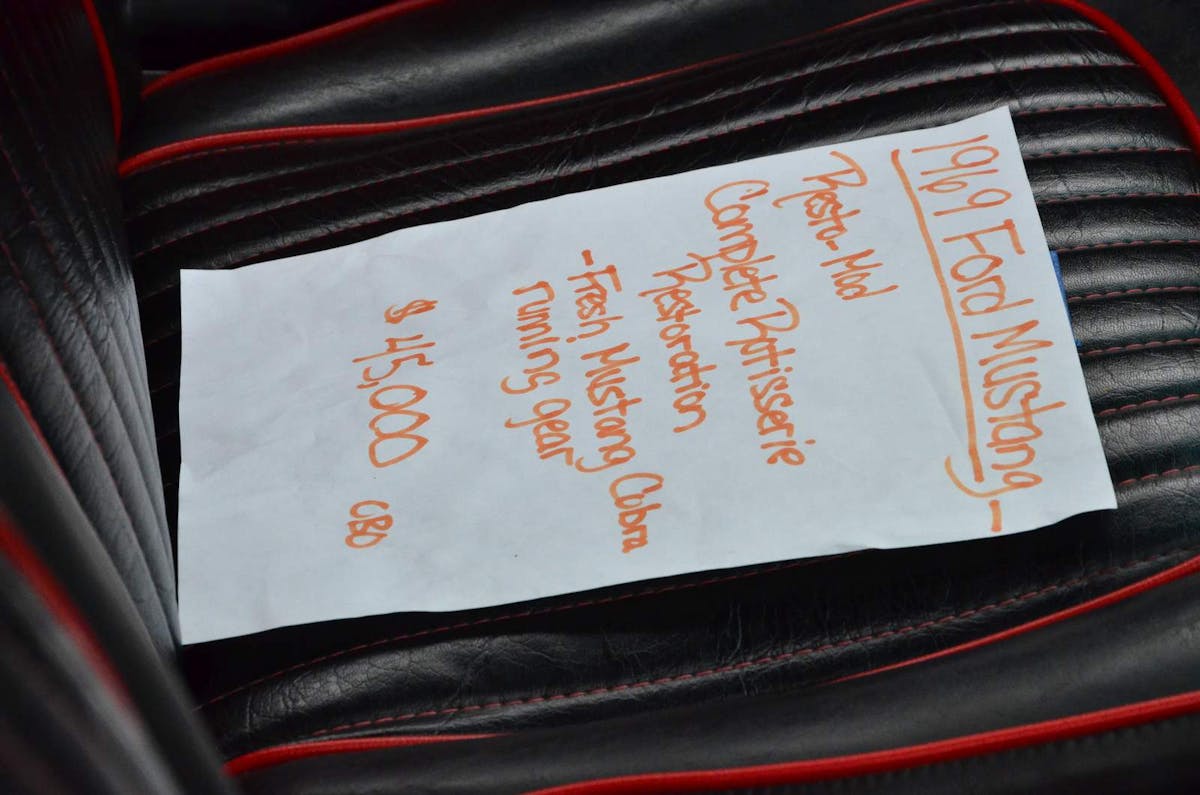 1969 Ford Mustang-
Resto-Mod
Complete Rotisserie
Restoration
-Fresh Mustang Cobra
running gear
$ 45,000 OBO